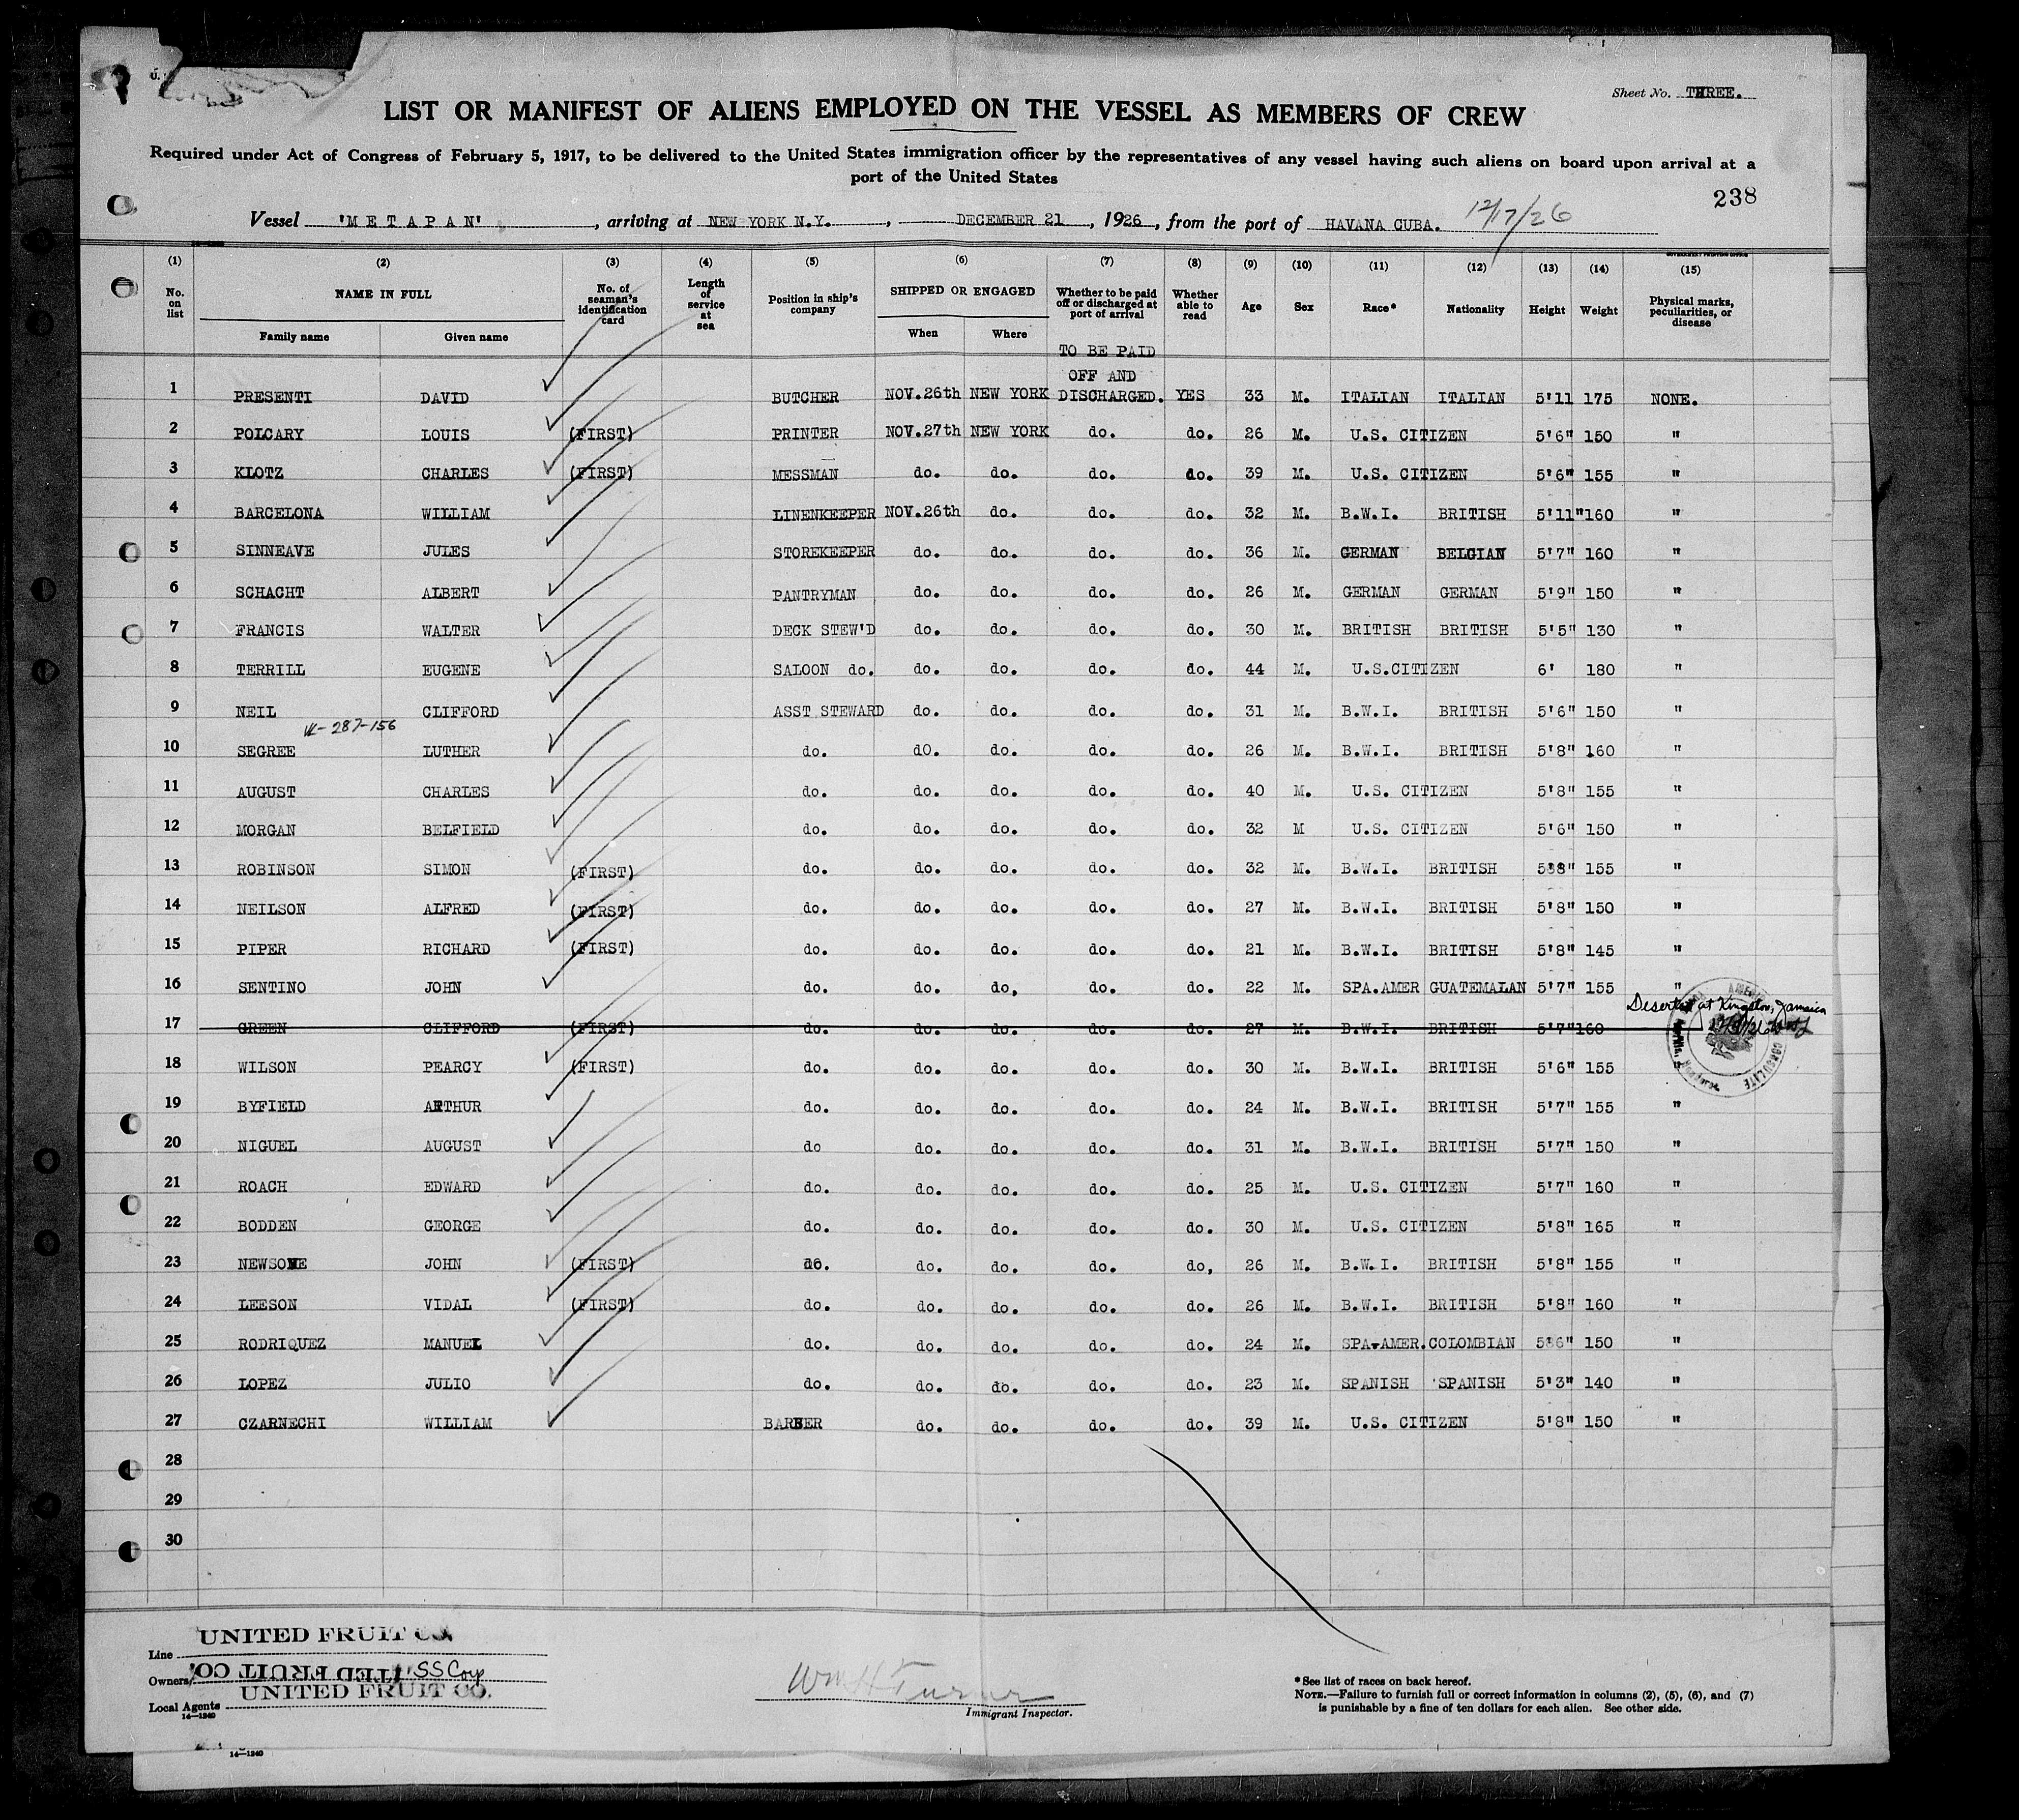 Sheet No. THREE.
LIST OR MANIFEST OF ALIENS EMPLOYED ON THE VESSEL AS MEMBERS OF CREW
Required under Act of Congress of February 5, 1917, to be delivered to the United States immigration officer by the representatives of any vessel having such aliens on board upon arrival at a
port of the United States
238
Vessel 'METAPAN', arriving at NEW YORK N.Y., DECEMBER 21, 1926, from the port of HAVANA CUBA. 12/17/26
GOVERNMENT PRINTING OFFICE
(1) No. on list (2) NAME IN FULL Family name Given name (3) No. of seaman's identification card (4) Length of service at sea (5) Position in ship's company (6) SHIPPED OR ENGAGED When Where (7) Whether to be paid off or discharged at port of arrival (8) Whether able to read (9) Age (10) Sex (11) Race* (12) Nationality (13) Height (14) Weight (15) Physical marks, peculiarities, or disease
TO BE PAID
OFF AND
1 PRESENTI DAVID BUTCHER NOV.26th NEW YORK DISCHARGED. YES 33 M. ITALIAN ITALIAN 5'11 175 NONE.
2 POLCARY LOUIS (FIRST) PRINTER NOV.27th NEW YORK do. do. 26 M. U.S. CITIZEN 5'6" 150 "
3 KLOTZ CHARLES (FIRST) MESSMAN do. do. do. do. 39 M. U.S. CITIZEN 5'6" 155 "
4 BARCELONA WILLIAM LINENKEEPER NOV.26th do. do. do. 32 M. B.W.I. BRITISH 5'11" 160 "
5 SINNEAVE JULES STOREKEEPER do. do. do. do. 36 M. GERMAN BELGIAN 5'7" 160 "
6 SCHACHT ALBERT PANTRYMAN do. do. do. do. 26 M. GERMAN GERMAN 5'9" 150 "
7 FRANCIS WALTER DECK STEW'D do. do. do. do. 30 M. BRITISH BRITISH 5'5" 130 "
8 TERRILL EUGENE SALOON do. do. do. do. do. 44 M. U.S.CITIZEN 6' 180 "
9 NEIL CLIFFORD ASST STEWARD do. do. do. do. 31 M. B.W.I. BRITISH 5'6" 150 "
287-156
10 SEGREE LUTHER do. dO. do. do. do. 26 M. B.W.I. BRITISH 5'8" 160 "
11 AUGUST CHARLES do. do. do. do. do. 40 M. U.S. CITIZEN 5'8" 155 "
12 MORGAN BELFIELD do. do. do. do. do. 32 M U.S. CITIZEN 5'6" 150 "
13 ROBINSON SIMON (FIRST) do. do. do. do. do. 32 M. B.W.I. BRITISH 5'8" 155 "
14 NEILSON ALFRED (FIRST) do. do. do. do. do. 27 M. B.W.I. BRITISH 5'8" 150 "
15 PIPER RICHARD (FIRST) do. do. do. do. do. 21 M. B.W.I. BRITISH 5'8" 145 "
16 SENTINO JOHN do. do. do, do. do. 22 M. SPA.AMER GUATEMALAN 5'7" 155 "
Deserted at Kingston, Jamaica
17 GREEN CLIFFORD (FIRST) do. do. do. do. do. 27 M. B.W.I. BRITISH 5'7" 160
18 WILSON PEARCY (FIRST) do. do. do. do. do. 30 M. B.W.I. BRITISH 5'6" 155
19 BYFIELD ARTHUR do. do. do. do. do. 24 M. B.W.I. BRITISH 5'7" 155 "
20 NIGUEL AUGUST do do. do. do. do. 31 M. B.W.I. BRITISH 5'7" 150 "
21 ROACH EDWARD do. do. do. do. do. 25 M. U.S. CITIZEN 5'7" 160 "
22 BODDEN GEORGE do. do. do. do. do. 30 M. U.S. CITIZEN 5'8" 165 "
23 NEWSOME JOHN (FIRST) do. do. do. do. do, 26 M. B.W.I. BRITISH 5'8" 155 "
24 LEESON VIDAL (FIRST) do. do. do. do. do. 26 M. B.W.I. BRITISH 5'8" 160 "
25 RODRIQUEZ MANUEL do. do. do. do. do. 24 M. SPA-AMER. COLOMBIAN 5'6" 150 "
26 LOPEZ JULIO do. do. do. do. do. 23 M. SPANISH SPANISH 5'3" 140 "
27 CZARNECHI WILLIAM BARBER do. do. do. do. 39 M. U.S. CITIZEN 5'8" 150 "
28
29
30
Line UNITED FRUIT CO.
Owners UNITED FRUIT CO. SS Corp
Local Agents UNITED FRUIT CO.
14—1240
Wm H Turner
Immigrant Inspector.
*See list of races on back hereof.
NOTE.—Failure to furnish full or correct information in columns (2), (5), (6), and (7)
is punishable by a fine of ten dollars for each alien. See other side.
14—1240